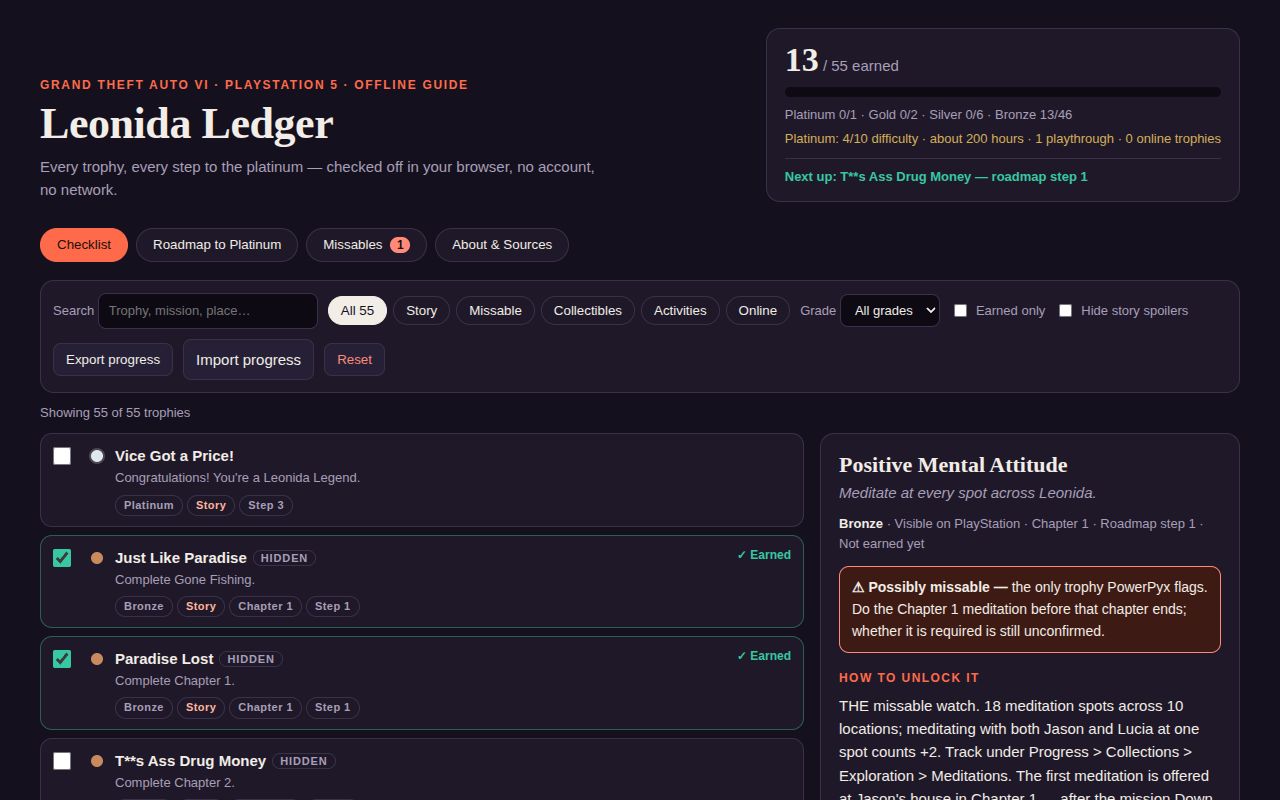 GRAND THEFT AUTO VI · PLAYSTATION 5 · OFFLINE GUIDE
Leonida Ledger
Every trophy, every step to the platinum — checked off in your browser, no account,
no network.
13 / 55 earned
Platinum 0/1 · Gold 0/2 · Silver 0/6 · Bronze 13/46
Platinum: 4/10 difficulty · about 200 hours · 1 playthrough · 0 online trophies
Next up: T**s Ass Drug Money — roadmap step 1
Checklist
Roadmap to Platinum
Missables 1
About & Sources
Search
Trophy, mission, place…
All 55
Story
Missable
Collectibles
Activities
Online
Grade
All grades
Earned only
Hide story spoilers
Export progress
Import progress
Reset
Showing 55 of 55 trophies
Vice Got a Price!
Congratulations! You're a Leonida Legend.
Platinum
Story
Step 3
Just Like Paradise HIDDEN
✓ Earned
Complete Gone Fishing.
Bronze
Story
Chapter 1
Step 1
Paradise Lost HIDDEN
✓ Earned
Complete Chapter 1.
Bronze
Story
Chapter 1
Step 1
T**s Ass Drug Money HIDDEN
Complete Chapter 2.
Positive Mental Attitude
Meditate at every spot across Leonida.
Bronze · Visible on PlayStation · Chapter 1 · Roadmap step 1 ·
Not earned yet
⚠ Possibly missable — the only trophy PowerPyx flags.
Do the Chapter 1 meditation before that chapter ends;
whether it is required is still unconfirmed.
HOW TO UNLOCK IT
THE missable watch. 18 meditation spots across 10
locations; meditating with both Jason and Lucia at one
spot counts +2. Track under Progress > Collections >
Exploration > Meditations. The first meditation is offered
at Jason's house in Chapter 1 — after the mission Down